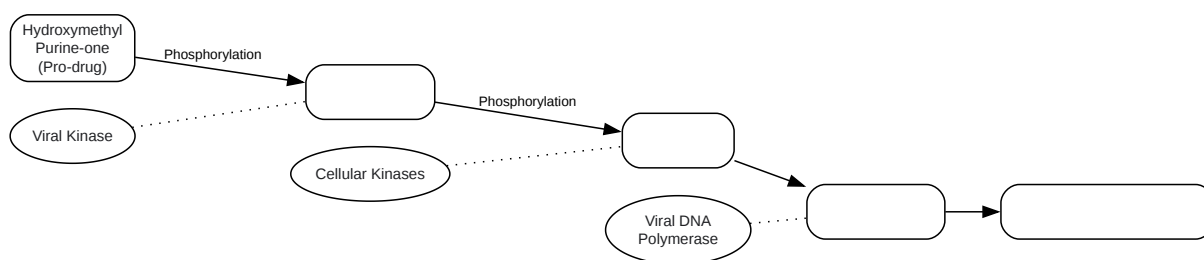 Hydroxymethyl
Purine-one
(Pro-drug)
Phosphorylation
Viral Kinase
Phosphorylation
Cellular Kinases
Viral DNA
Polymerase